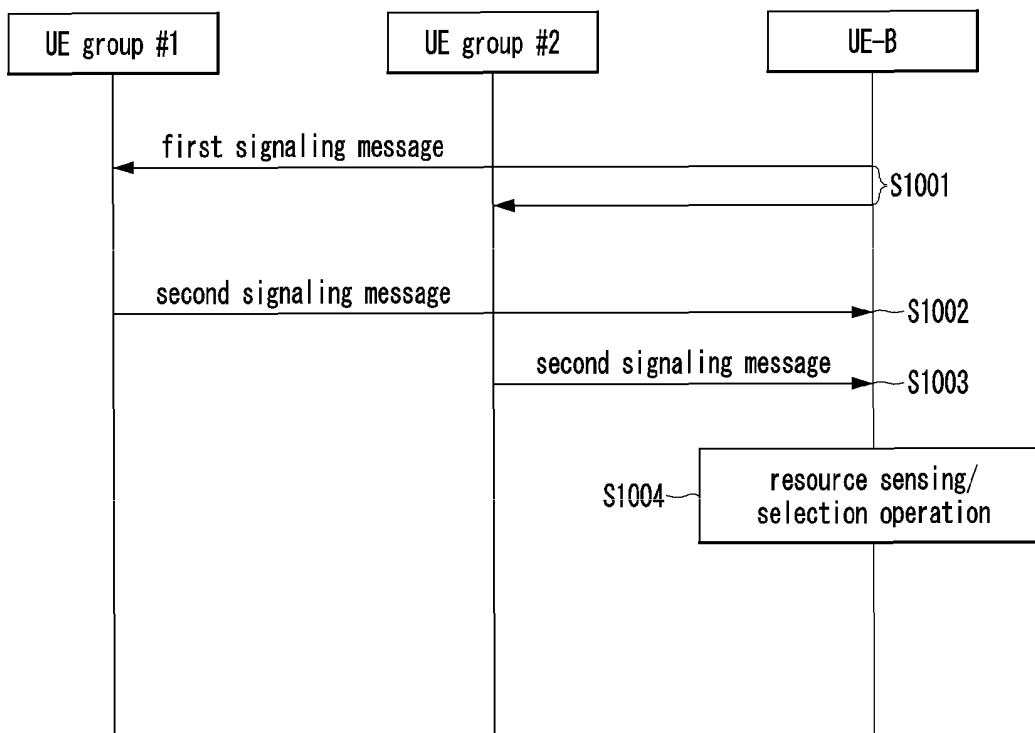 UE group #1
UE group #2
UE-B
first signaling message
S1001
second signaling message
S1002
second signaling message
S1003
S1004
resource sensing/
selection operation